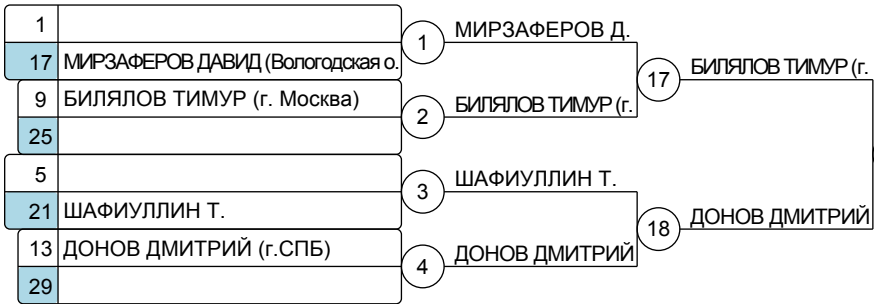 1
17 МИРЗАФЕРОВ ДАВИД (Вологодская о.
9 БИЛЯЛОВ ТИМУР (г. Москва)
25
5
21 ШАФИУЛЛИН Т.
13 ДОНОВ ДМИТРИЙ (г.СПБ)
29
1 МИРЗАФЕРОВ Д.
2 БИЛЯЛОВ ТИМУР (г.
3 ШАФИУЛЛИН Т.
4 ДОНОВ ДМИТРИЙ
17 БИЛЯЛОВ ТИМУР (г.
18 ДОНОВ ДМИТРИЙ